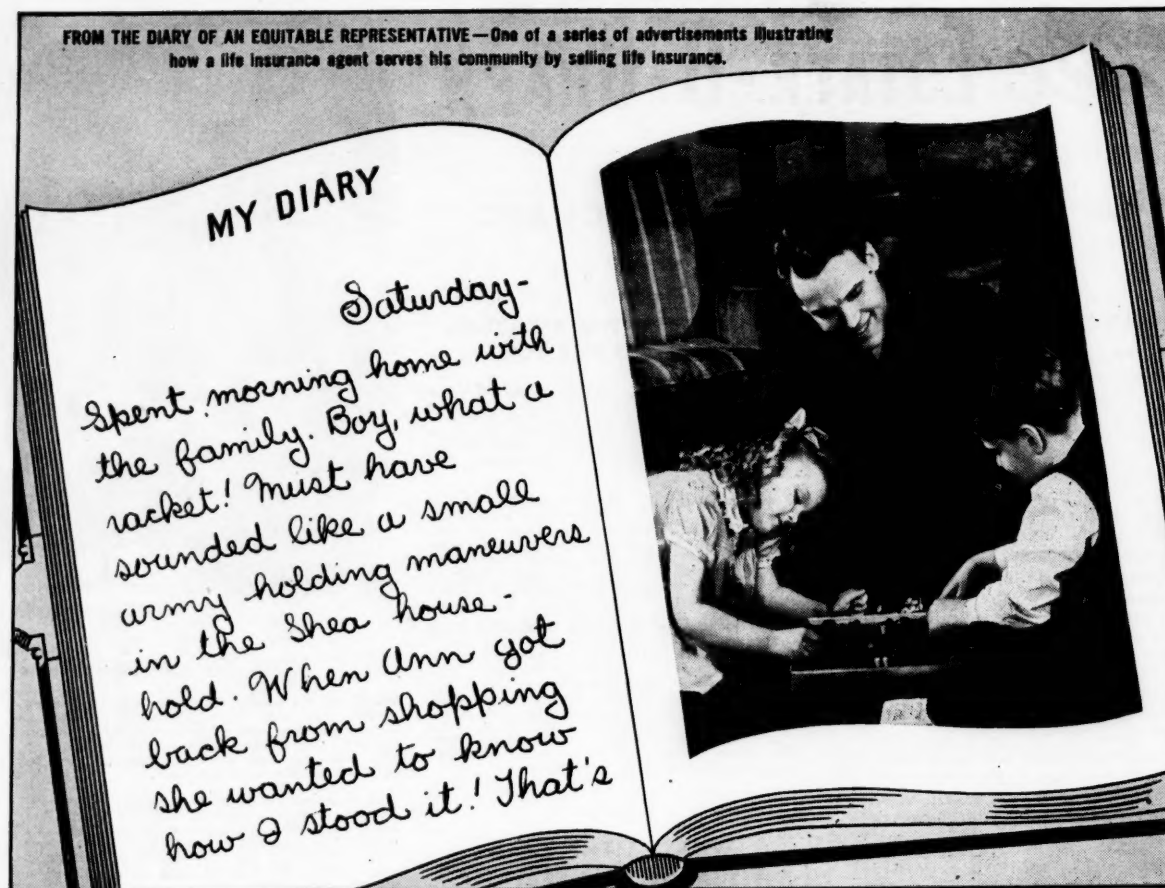 FROM THE DIARY OF AN EQUITABLE REPRESENTATIVE—One of a series of advertisements illustrating
how a life insurance agent serves his community by selling life insurance.
MY DIARY
Saturday-
Spent morning home with
the family. Boy, what a
racket! Must have
sounded like a small
army holding maneuvers
in the Shea house-
hold. When Ann got
back from shopping
she wanted to know
how I stood it! That's